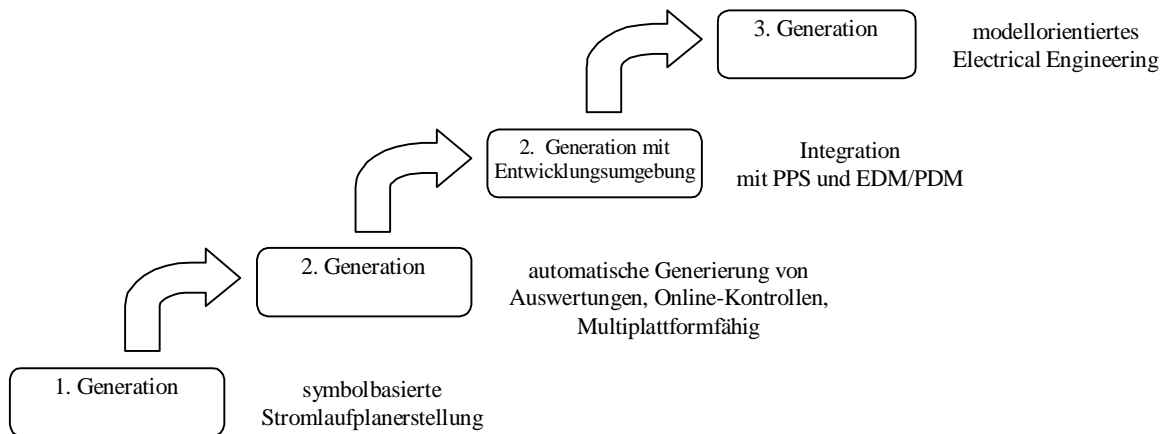 3. Generation
modellorientiertes
Electrical Engineering
2. Generation mit
Entwicklungsumgebung
Integration
mit PPS und EDM/PDM
2. Generation
automatische Generierung von
Auswertungen, Online-Kontrollen,
Multiplattformfähig
1. Generation
symbolbasierte
Stromlaufplanerstellung